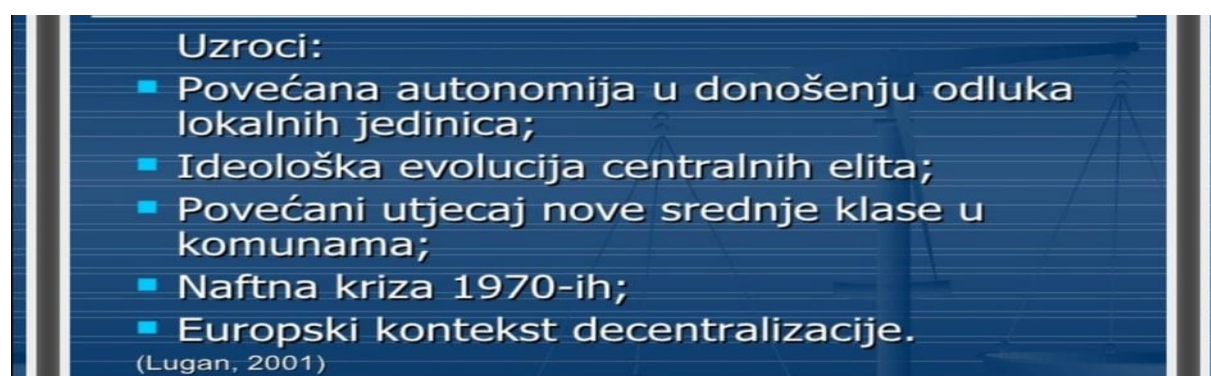 Uzroci:
Povećana autonomija u donošenju odluka
lokalnih jedinica;
Ideološka evolucija centralnih elita;
Povećani utjecaj nove srednje klase u
komunama;
Naftna kriza 1970-ih;
Europski kontekst decentralizacije.
(Lugan, 2001)